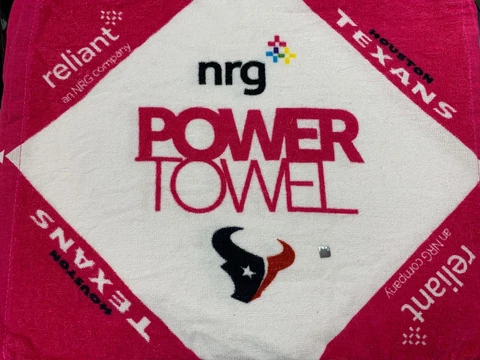 reliant
an NRG company
HOUSTON
TEXANS
nrg
POWER
TOWEL
HOUSTON
TEXANS
reliant
an NRG company